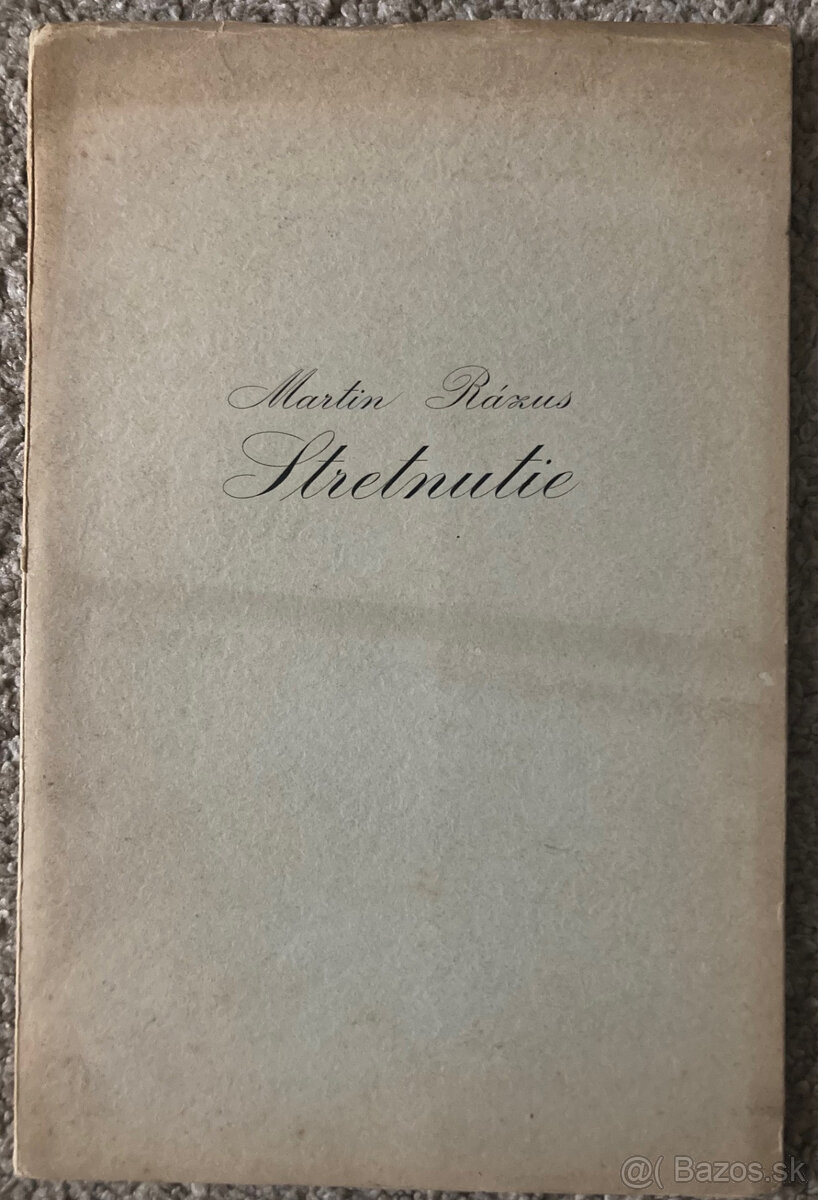 Martin Rázus
Stretnutie
@( Bazos.sk